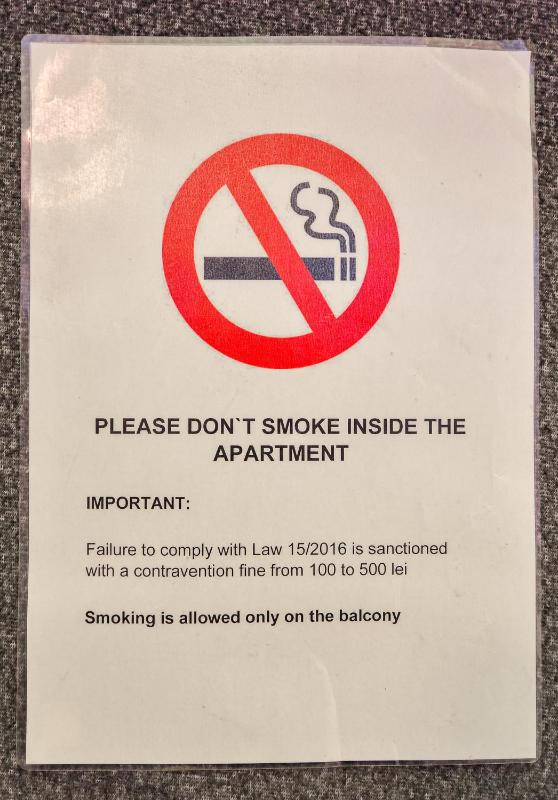 PLEASE DON`T SMOKE INSIDE THE
APARTMENT
IMPORTANT:
Failure to comply with Law 15/2016 is sanctioned
with a contravention fine from 100 to 500 lei
Smoking is allowed only on the balcony